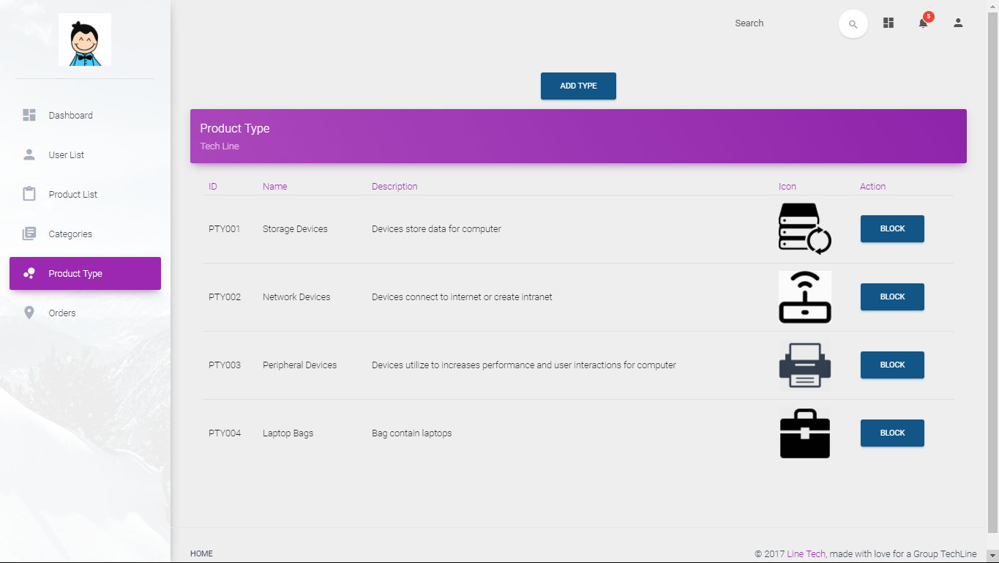 Search
5
ADD TYPE
Dashboard
User List
Product List
Categories
Product Type
Orders
Product Type
Tech Line
ID Name Description Icon Action
PTY001 Storage Devices Devices store data for computer BLOCK
PTY002 Network Devices Devices connect to internet or create intranet BLOCK
PTY003 Peripheral Devices Devices utilize to increases performance and user interactions for computer BLOCK
PTY004 Laptop Bags Bag contain laptops BLOCK
HOME
© 2017 Line Tech, made with love for a Group TechLine